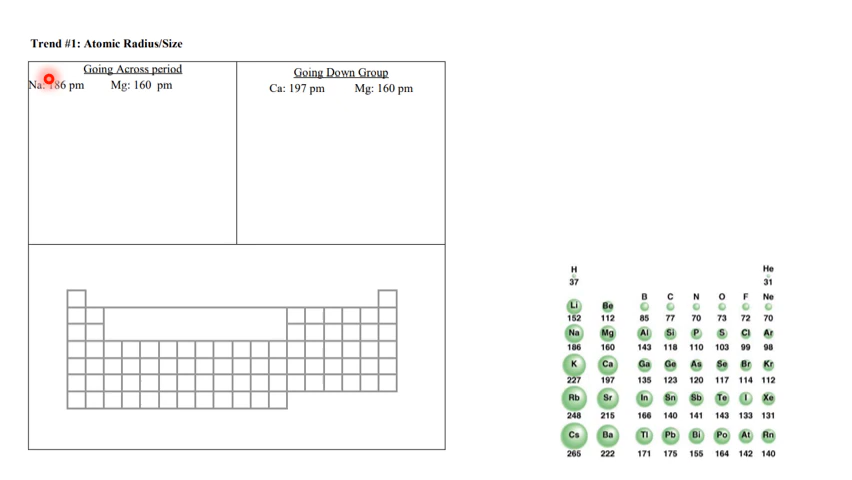 Trend #1: Atomic Radius/Size
Going Across period
Na: 186 pm Mg: 160 pm
Going Down Group
Ca: 197 pm Mg: 160 pm
H He
37 31
B C N O F Ne
Li Be
152 112 85 77 70 73 72 70
Na Mg Al Si P S Cl Ar
186 160 143 118 110 103 99 98
K Ca Ga Ge As Se Br Kr
227 197 135 123 120 117 114 112
Rb Sr In Sn Sb Te I Xe
248 215 166 140 141 143 133 131
Cs Ba Tl Pb Bi Po At Rn
265 222 171 175 155 164 142 140